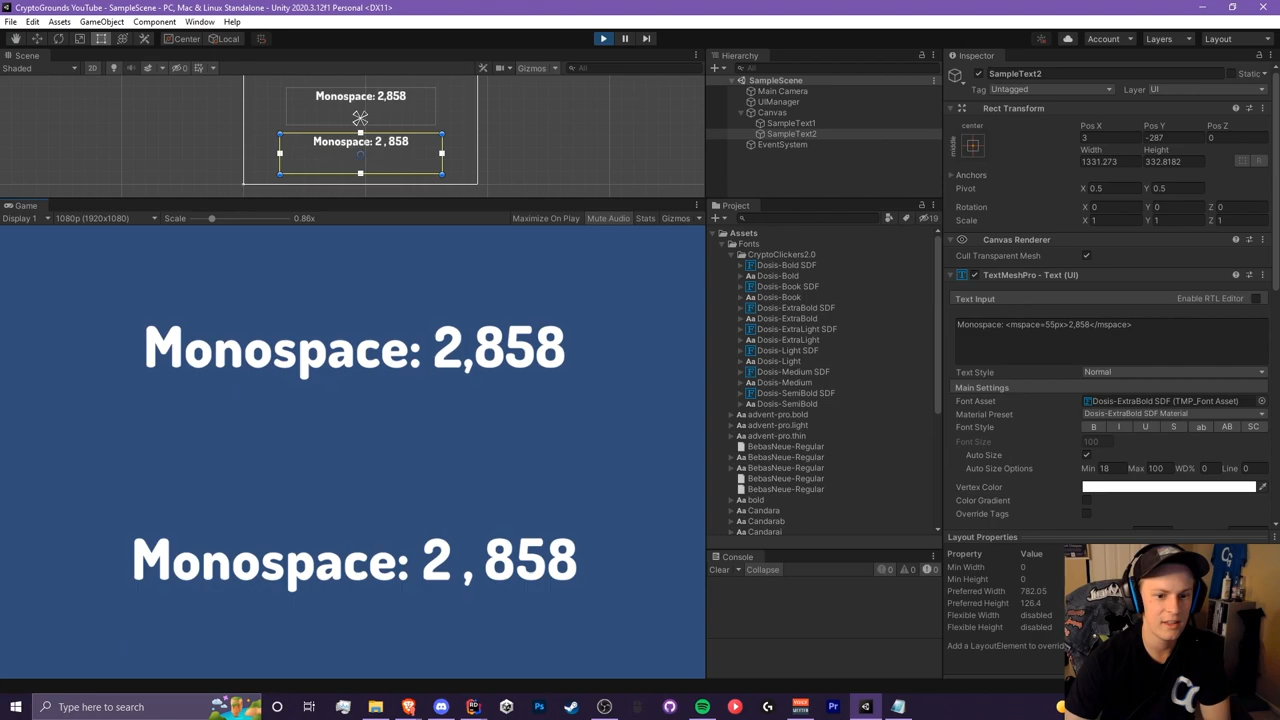 CryptoGrounds YouTube - SampleScene - PC, Mac & Linux Standalone - Unity 2020.3.12f1 Personal <DX11>
File Edit Assets GameObject Component Window Help
Center Local Account Layers Layout
Scene
Shaded 2D 0 Gizmos All
Monospace: 2,858
Monospace: 2 , 858
Game
Display 1 1080p (1920x1080) Scale 0.86x Maximize On Play Mute Audio Stats Gizmos
Monospace: 2,858
Monospace: 2 , 858
Hierarchy
All
SampleScene
Main Camera
UIManager
Canvas
SampleText1
SampleText2
EventSystem
Project
19
Assets
Fonts
CryptoClickers2.0
Dosis-Bold SDF
Dosis-Bold
Dosis-Book SDF
Dosis-Book
Dosis-ExtraBold SDF
Dosis-ExtraBold
Dosis-ExtraLight SDF
Dosis-ExtraLight
Dosis-Light SDF
Dosis-Light
Dosis-Medium SDF
Dosis-Medium
Dosis-SemiBold SDF
Dosis-SemiBold
advent-pro.bold
advent-pro.light
advent-pro.thin
BebasNeue-Regular
BebasNeue-Regular
BebasNeue-Regular
BebasNeue-Regular
BebasNeue-Regular
bold
Candara
Candarab
Candarai
Console
Clear Collapse 0 0 0
Inspector
SampleText2 Static
Tag Untagged Layer UI
Rect Transform
center Pos X Pos Y Pos Z
middle 3 -287 0
Width Height
1331.273 332.8182
Anchors
Pivot X 0.5 Y 0.5
Rotation X 0 Y 0 Z 0
Scale X 1 Y 1 Z 1
Canvas Renderer
Cull Transparent Mesh
TextMeshPro - Text (UI)
Text Input Enable RTL Editor
Monospace: <mspace=55px>2,858</mspace>
Text Style Normal
Main Settings
Font Asset Dosis-ExtraBold SDF (TMP_Font Asset)
Material Preset Dosis-ExtraBold SDF Material
Font Style B I U S ab AB SC
Font Size 100
Auto Size
Auto Size Options Min 18 Max 100 WD% 0 Line 0
Vertex Color
Color Gradient
Override Tags
Layout Properties
Property Value
Min Width 0
Min Height 0
Preferred Width 782.05
Preferred Height 126.4
Flexible Width disabled
Flexible Height disabled
Add a LayoutElement to override
Type here to search